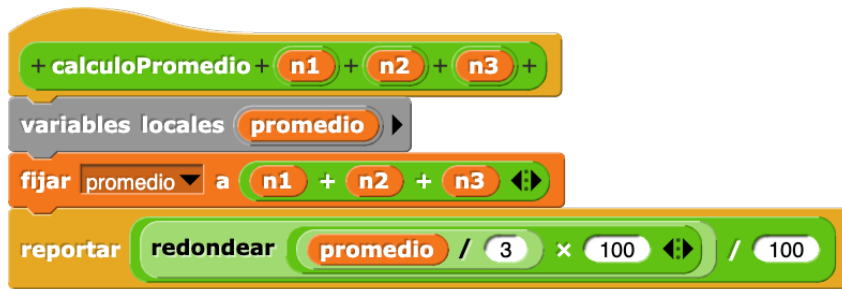 + calculoPromedio + n1 + n2 + n3 +
variables locales promedio
fijar promedio a n1 + n2 + n3
reportar redondear promedio / 3 × 100 / 100